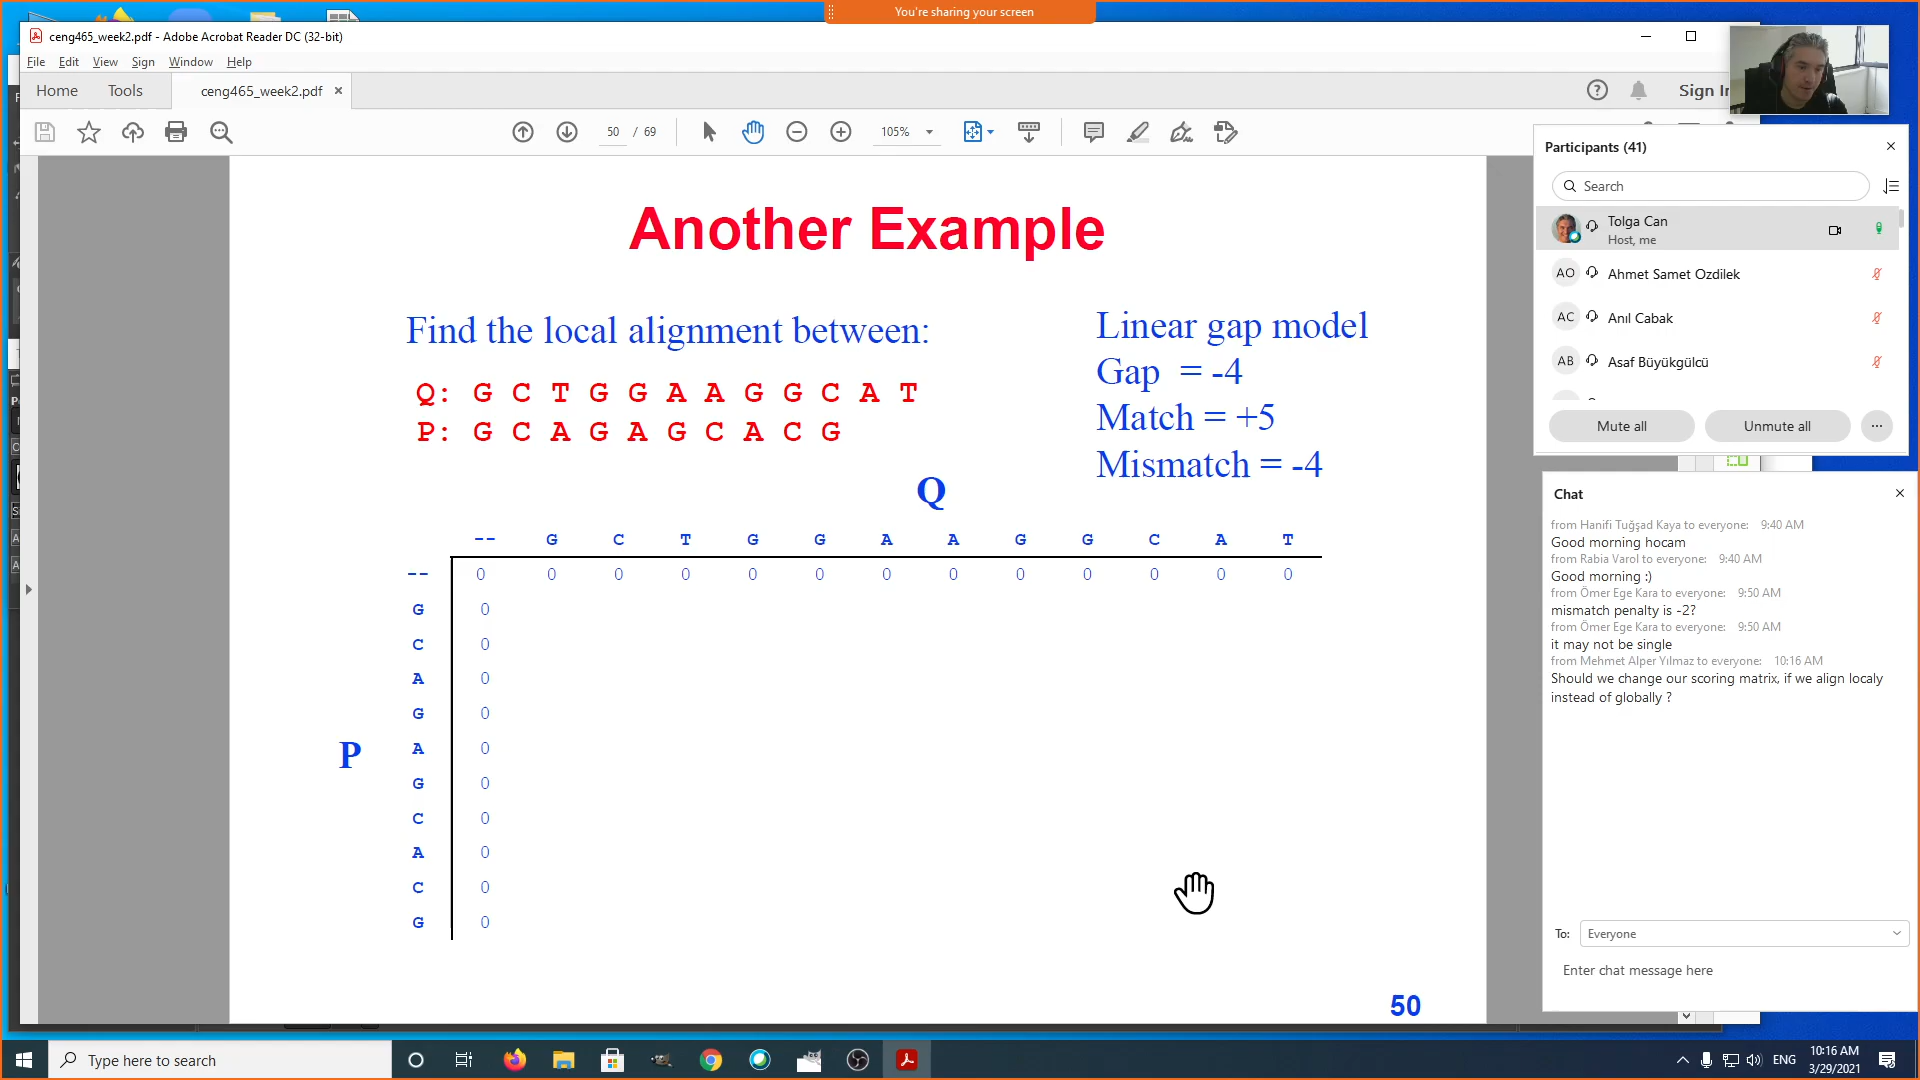 You're sharing your screen
ceng465_week2.pdf - Adobe Acrobat Reader DC (32-bit)
File Edit View Sign Window Help
Home Tools ceng465_week2.pdf × Sign In
50 / 69 105%
Another Example
Find the local alignment between:
Q: G C T G G A A G G C A T
P: G C A G A G C A C G
Linear gap model
Gap = -4
Match = +5
Mismatch = -4
Q
-- G C T G G A A G G C A T
-- 0 0 0 0 0 0 0 0 0 0 0 0 0
G 0
C 0
A 0
G 0
P
A 0
G 0
C 0
A 0
C 0
G 0
50
Participants (41)
Search
Tolga Can
Host, me
AO Ahmet Samet Ozdilek
AC Anıl Cabak
AB Asaf Büyükgülcü
Mute all Unmute all ...
Chat
from Hanifi Tuğşad Kaya to everyone: 9:40 AM
Good morning hocam
from Rabia Varol to everyone: 9:40 AM
Good morning :)
from Ömer Ege Kara to everyone: 9:50 AM
mismatch penalty is -2?
from Ömer Ege Kara to everyone: 9:50 AM
it may not be single
from Mehmet Alper Yılmaz to everyone: 10:16 AM
Should we change our scoring matrix, if we align localy
instead of globally ?
To: Everyone
Enter chat message here
Type here to search
ENG
10:16 AM
3/29/2021